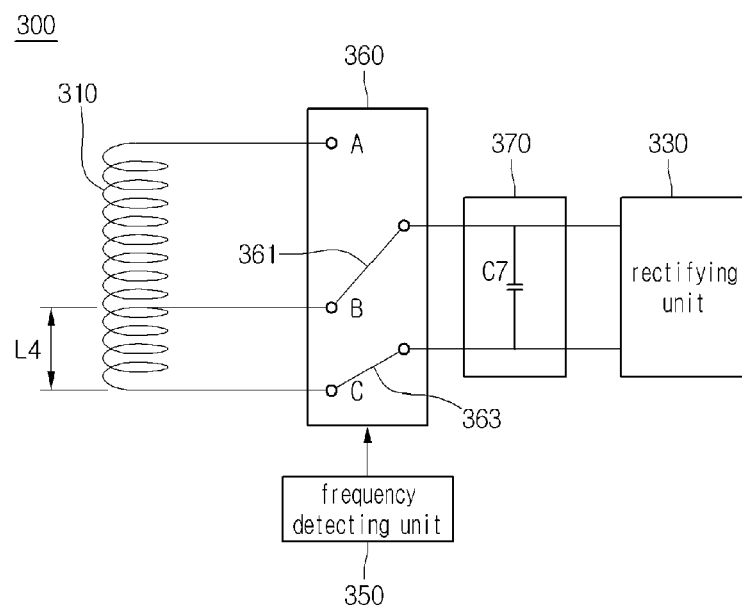 300
360
310
A
370
330
361
C7
rectifying
unit
B
L4
C
363
frequency
detecting unit
350